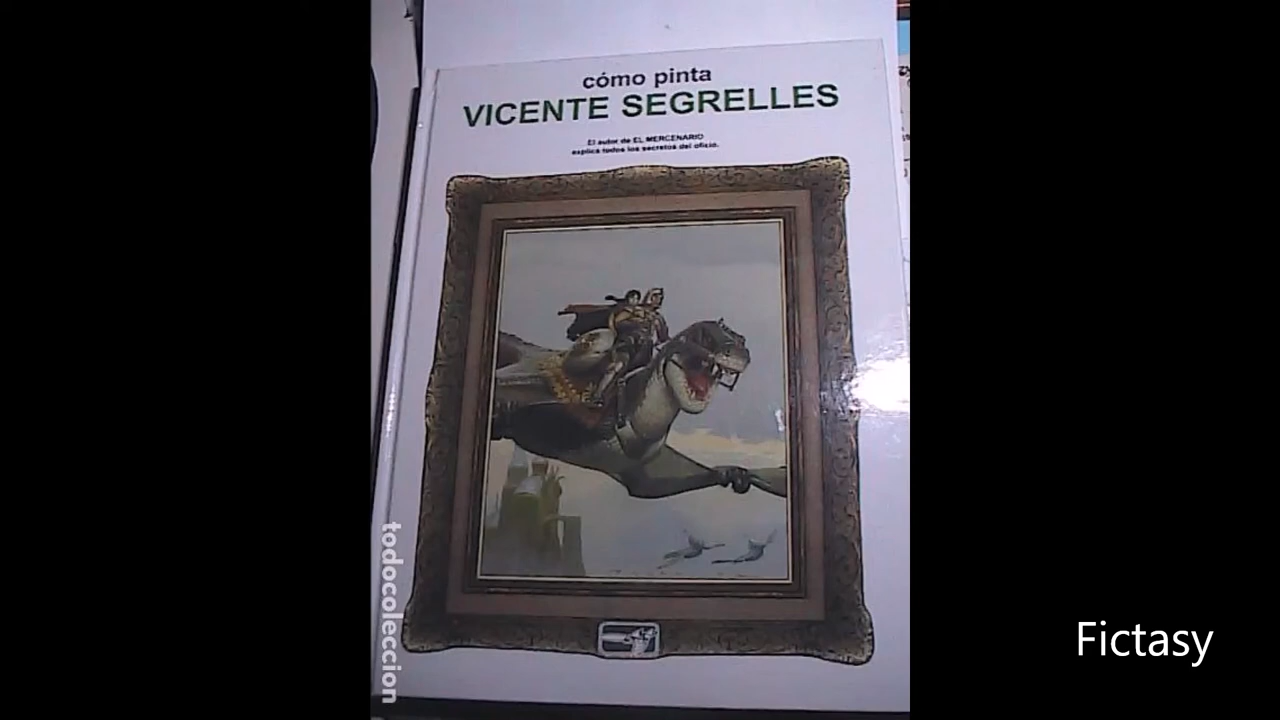 cómo pinta
VICENTE SEGRELLES
El autor de EL MERCENARIO
explica todos los secretos del oficio.
todocoleccion
Fictasy